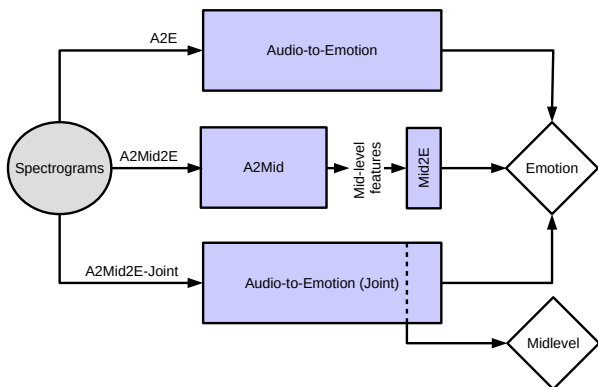 A2E
Audio-to-Emotion
Spectrograms
A2Mid2E
A2Mid
Mid-level
features
Mid2E
Emotion
A2Mid2E-Joint
Audio-to-Emotion (Joint)
Midlevel